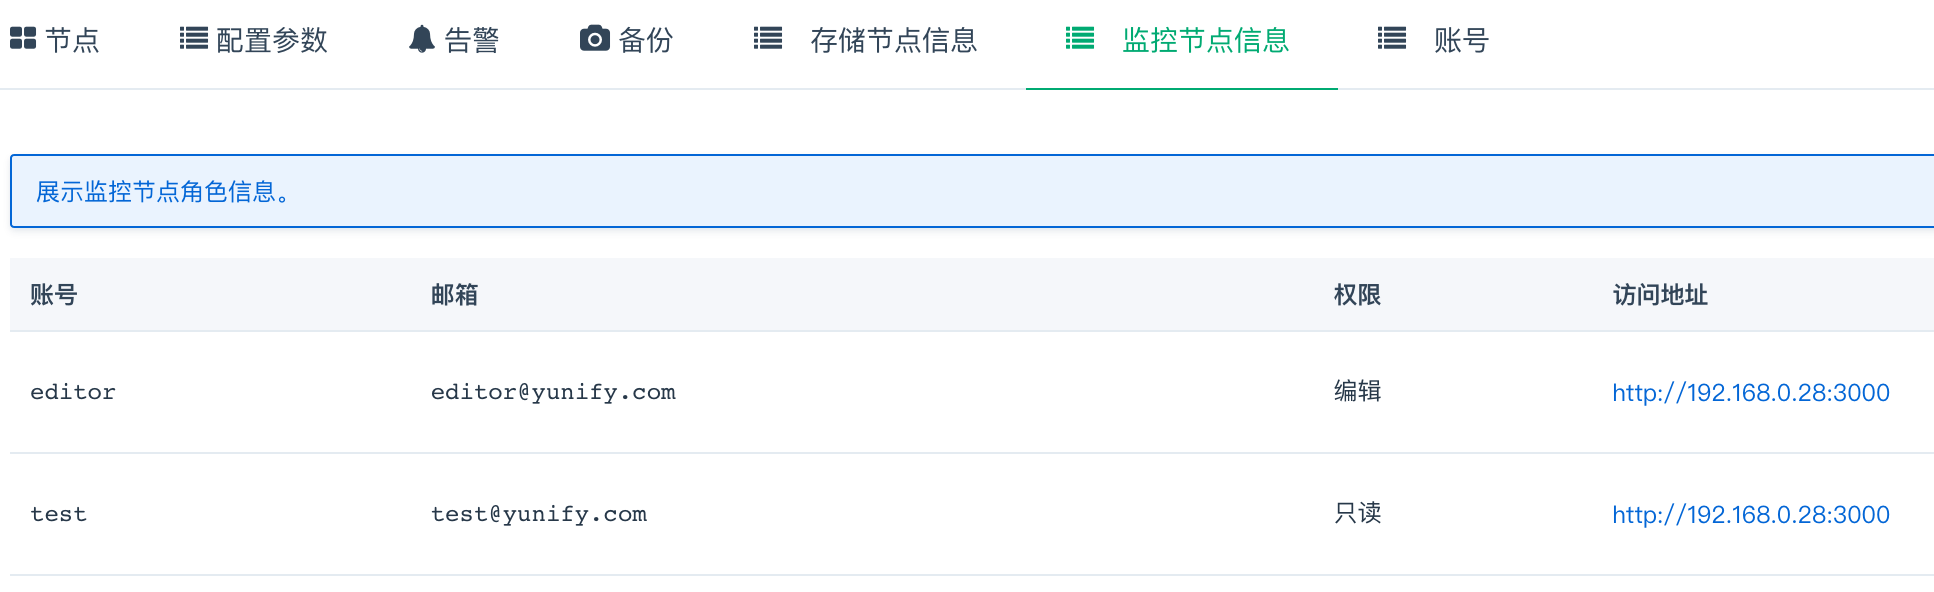 节点 配置参数 告警 备份 存储节点信息 监控节点信息 账号
展示监控节点角色信息。
账号 邮箱 权限 访问地址
editor editor@yunify.com 编辑 http://192.168.0.28:3000
test test@yunify.com 只读 http://192.168.0.28:3000